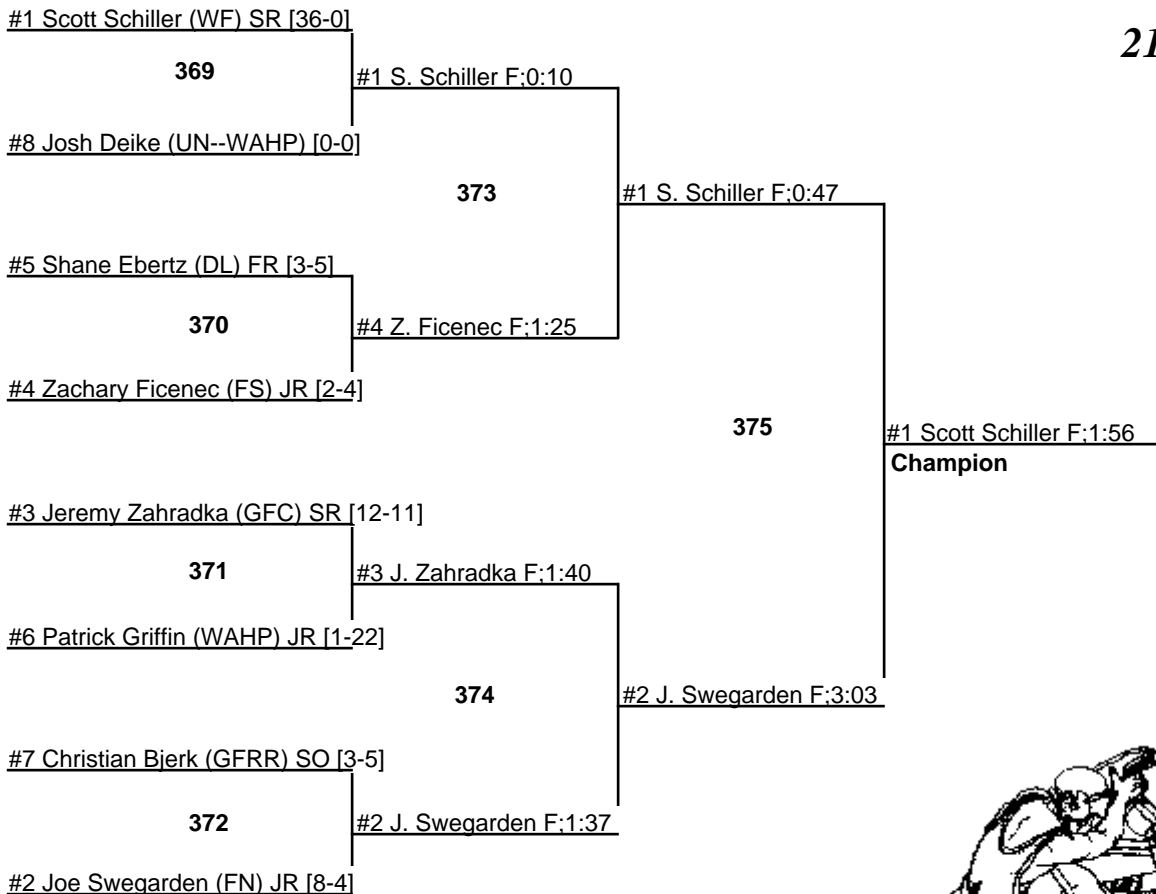 #1 Scott Schiller (WF) SR [36-0]
21
369
#1 S. Schiller F;0:10
#8 Josh Deike (UN--WAHP) [0-0]
373
#1 S. Schiller F;0:47
#5 Shane Ebertz (DL) FR [3-5]
370
#4 Z. Ficenec F;1:25
#4 Zachary Ficenec (FS) JR [2-4]
375
#1 Scott Schiller F;1:56
Champion
#3 Jeremy Zahradka (GFC) SR [12-11]
371
#3 J. Zahradka F;1:40
#6 Patrick Griffin (WAHP) JR [1-22]
374
#2 J. Swegarden F;3:03
#7 Christian Bjerk (GFRR) SO [3-5]
372
#2 J. Swegarden F;1:37
#2 Joe Swegarden (FN) JR [8-4]